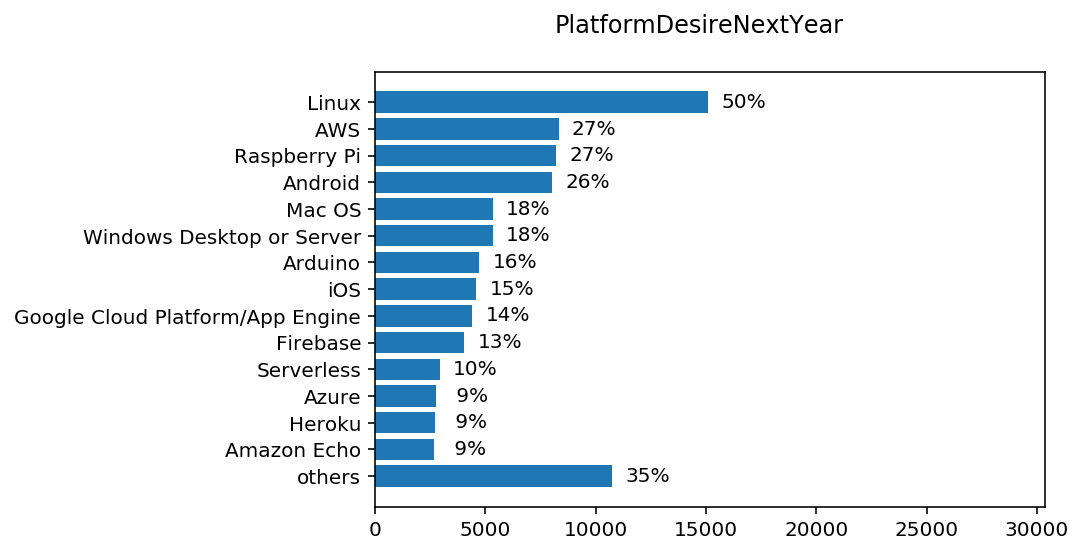 PlatformDesireNextYear
Linux 50%
AWS 27%
Raspberry Pi 27%
Android 26%
Mac OS 18%
Windows Desktop or Server 18%
Arduino 16%
iOS 15%
Google Cloud Platform/App Engine 14%
Firebase 13%
Serverless 10%
Azure 9%
Heroku 9%
Amazon Echo 9%
others 35%
0 5000 10000 15000 20000 25000 30000